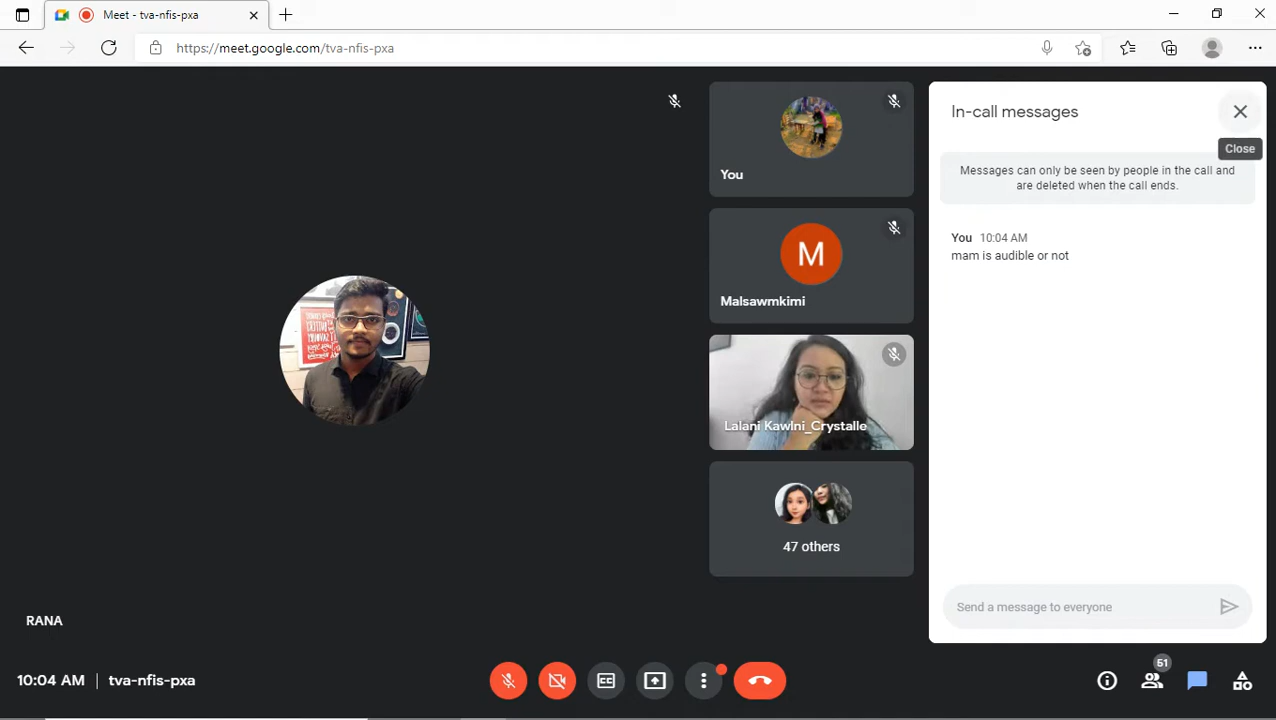 Meet - tva-nfis-pxa
https://meet.google.com/tva-nfis-pxa
You
M
Malsawmkimi
Lalani Kawlni_Crystalle
47 others
RANA
In-call messages
Close
Messages can only be seen by people in the call and
are deleted when the call ends.
You 10:04 AM
mam is audible or not
Send a message to everyone
10:04 AM | tva-nfis-pxa
CC
51